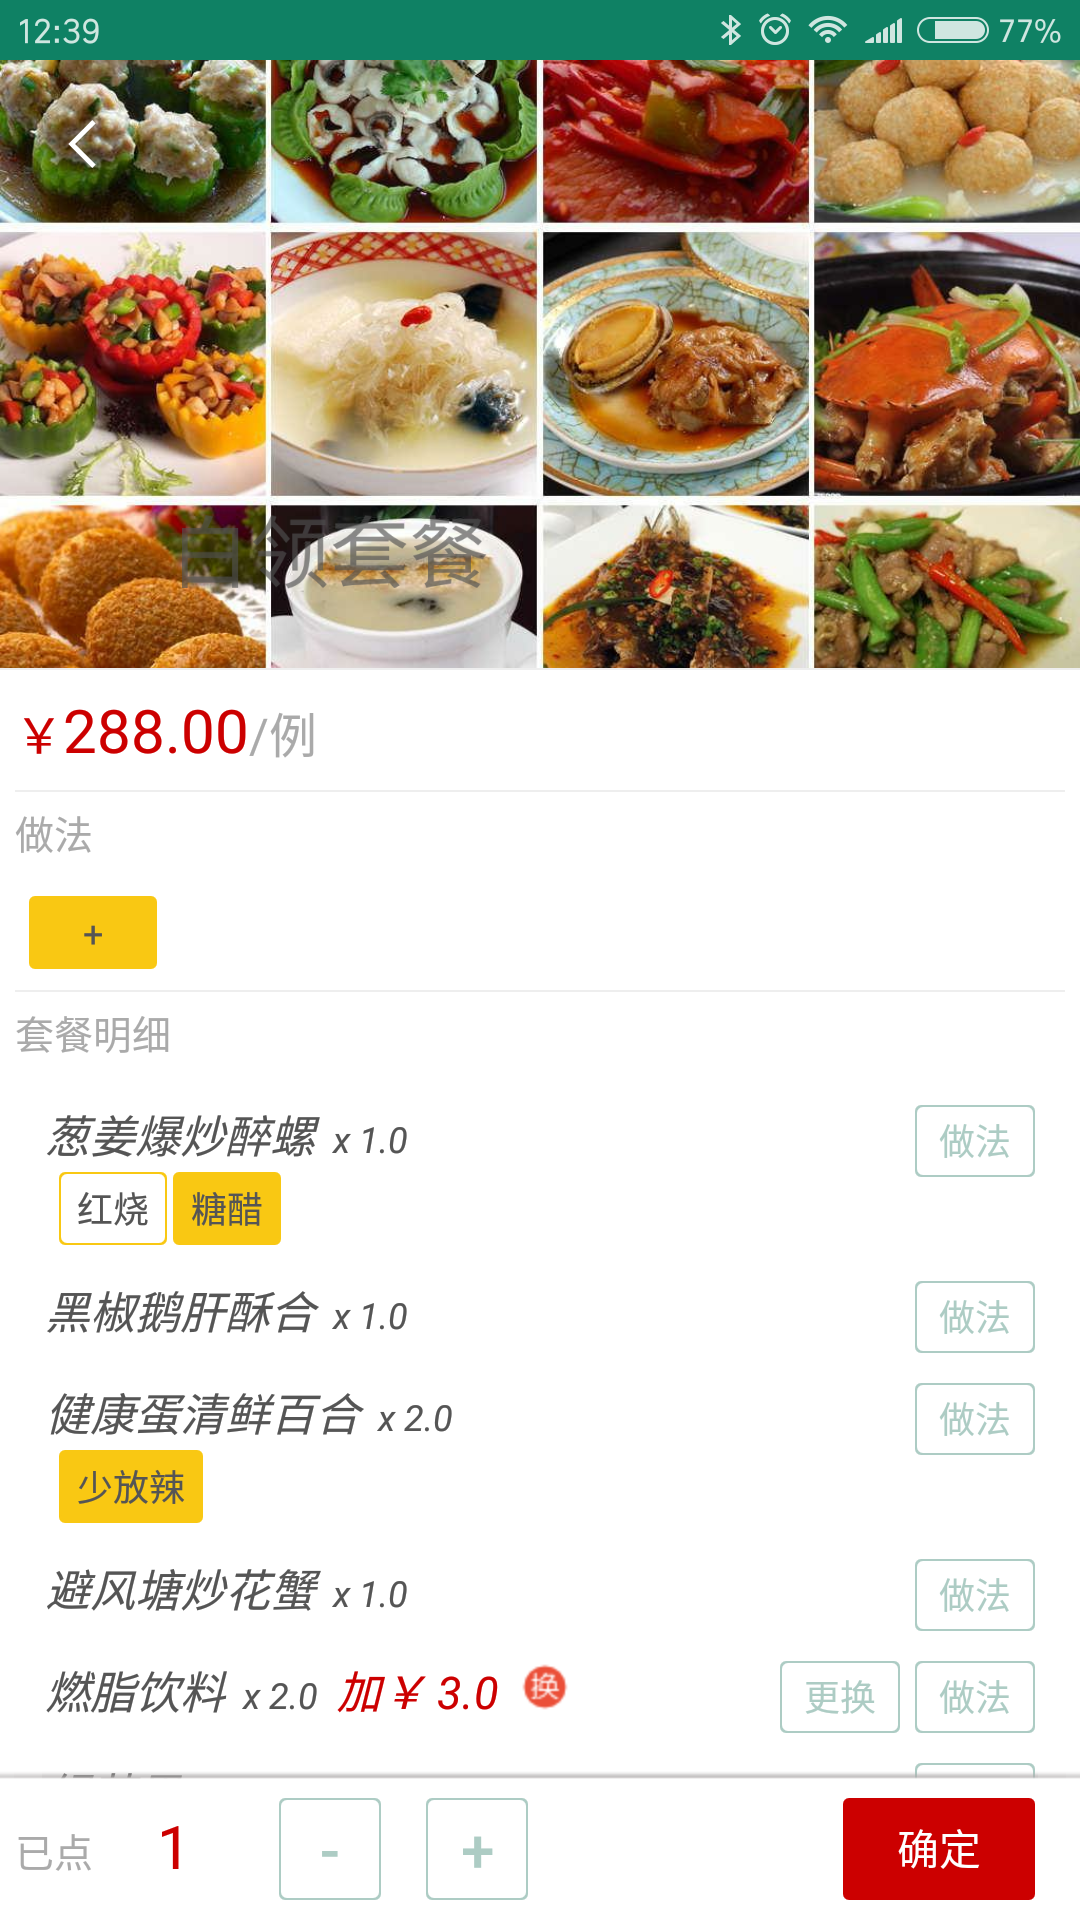 12:39 77%
白领套餐
￥288.00/例
做法
+
套餐明细
葱姜爆炒醉螺 x 1.0 做法
红烧 糖醋
黑椒鹅肝酥合 x 1.0 做法
健康蛋清鲜百合 x 2.0 做法
少放辣
避风塘炒花蟹 x 1.0 做法
燃脂饮料 x 2.0 加￥ 3.0 换 更换 做法
已点 1 - + 确定